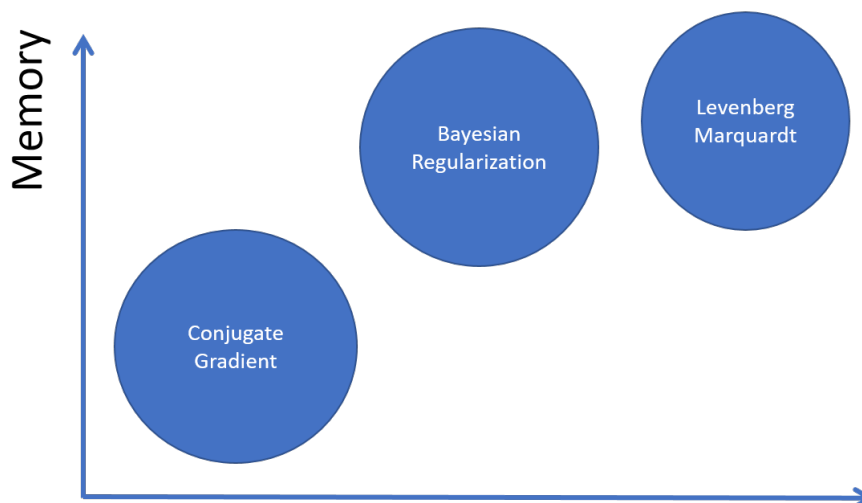 Memory
Levenberg
Marquardt
Bayesian
Regularization
Conjugate
Gradient